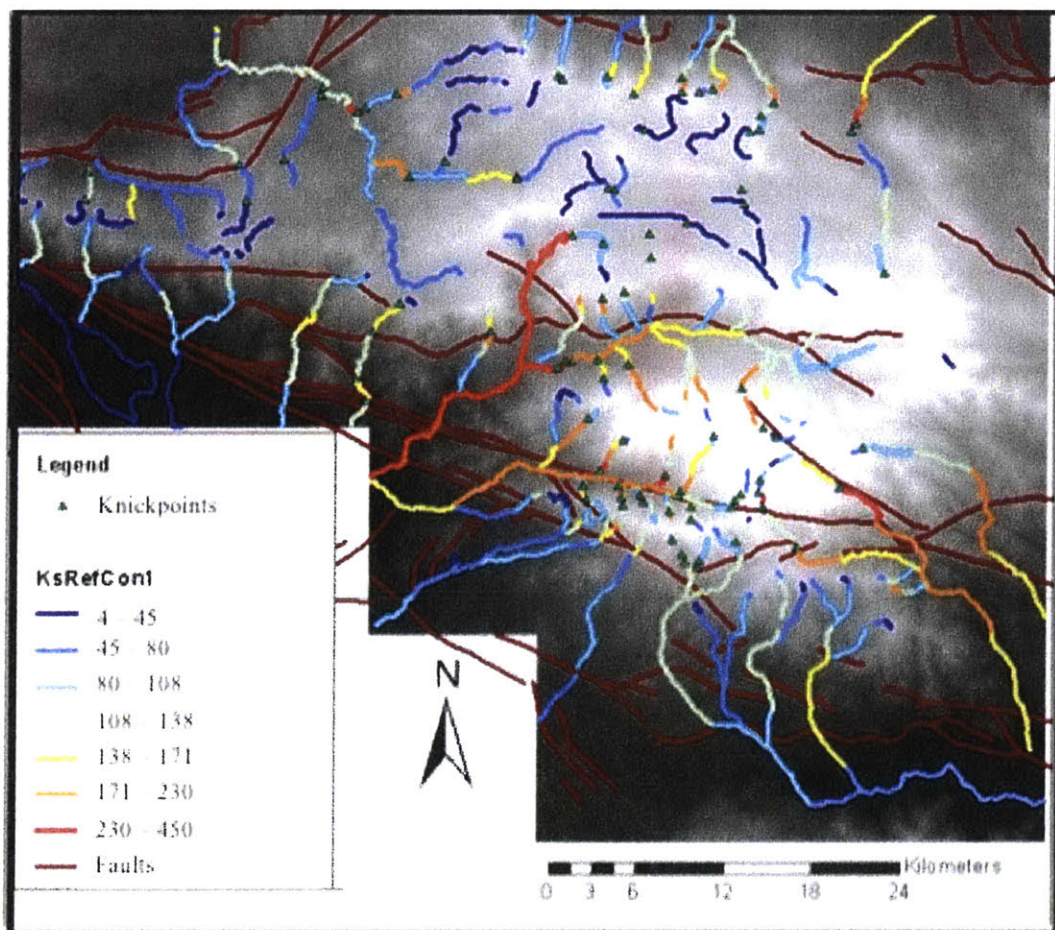 Legend
Knickpoints
KsRefCont
4 - 45
45 - 80
80 - 108
108 - 138
138 - 171
171 - 230
230 - 450
Faults
N
Kilometers
0 3 6 12 18 24